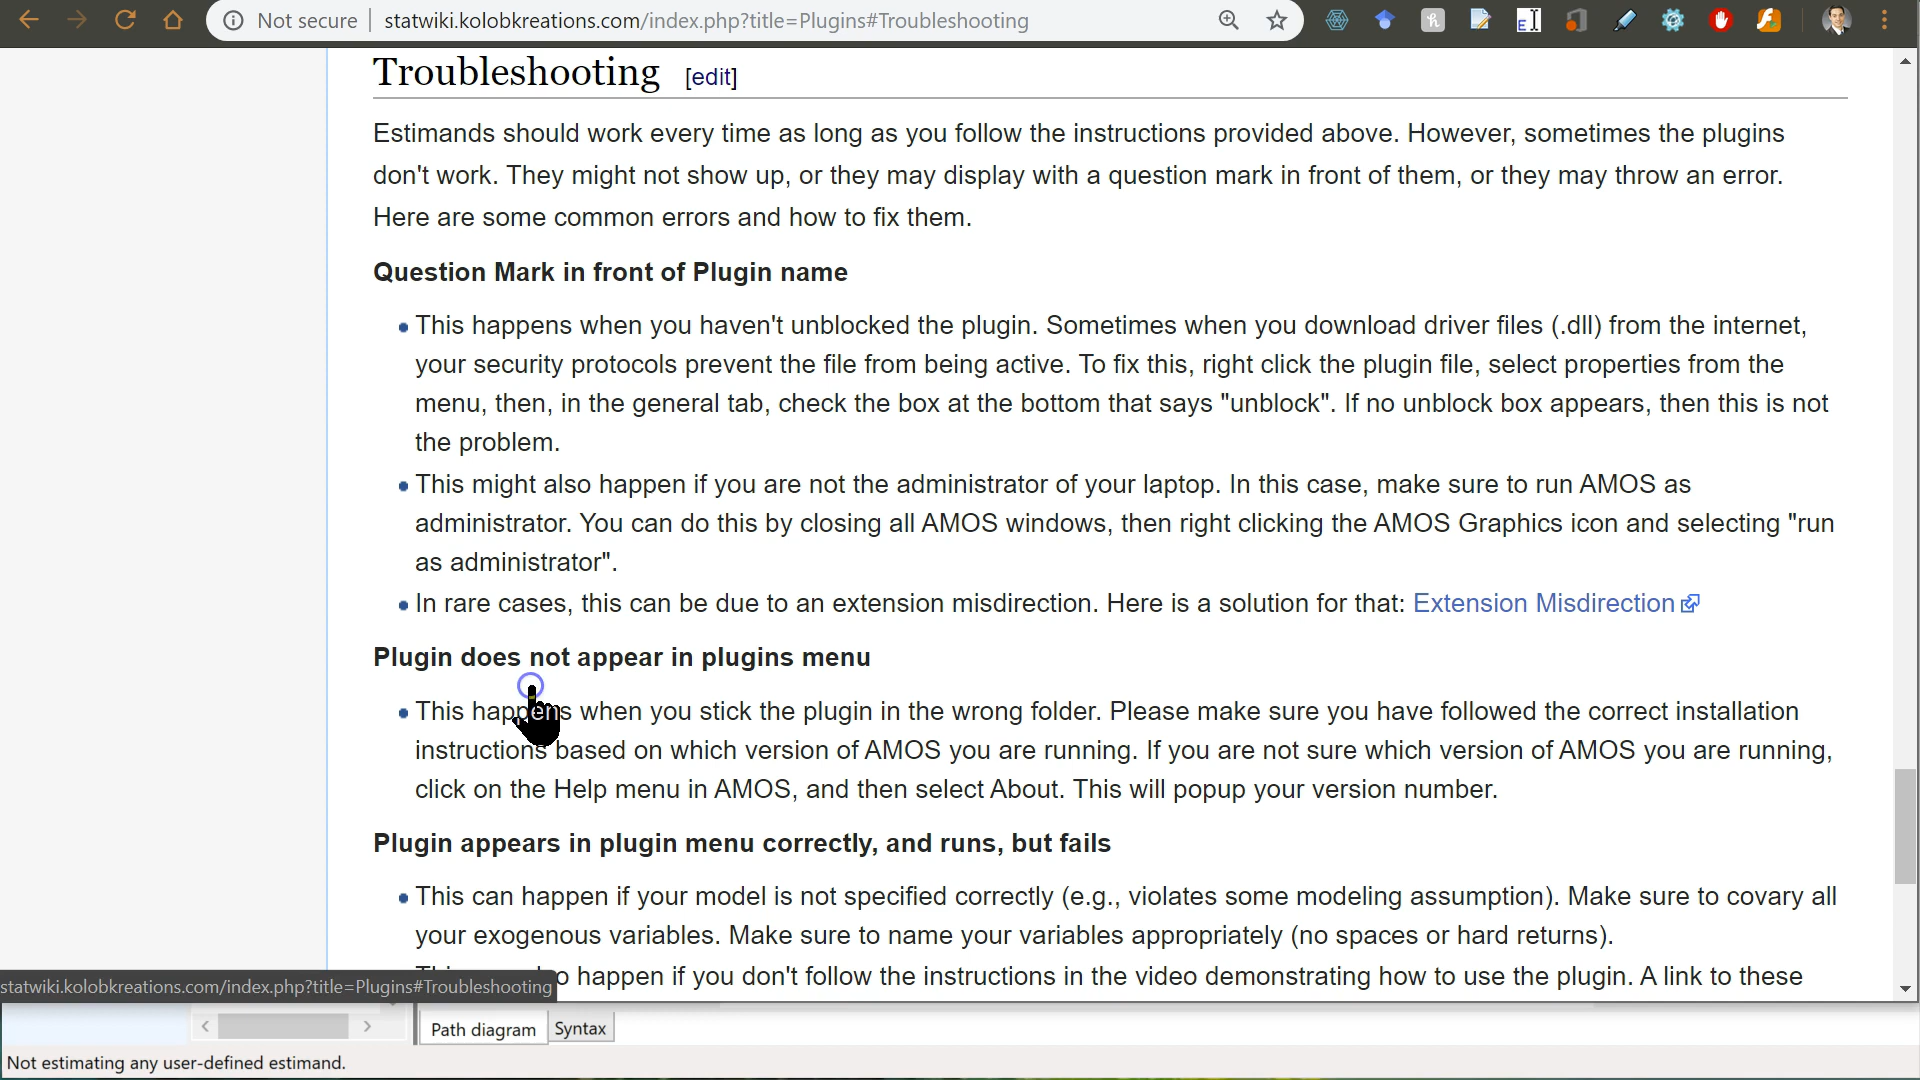 Not secure | statwiki.kolobkreations.com/index.php?title=Plugins#Troubleshooting
Troubleshooting [edit]
Estimands should work every time as long as you follow the instructions provided above. However, sometimes the plugins
don't work. They might not show up, or they may display with a question mark in front of them, or they may throw an error.
Here are some common errors and how to fix them.
Question Mark in front of Plugin name
This happens when you haven't unblocked the plugin. Sometimes when you download driver files (.dll) from the internet,
your security protocols prevent the file from being active. To fix this, right click the plugin file, select properties from the
menu, then, in the general tab, check the box at the bottom that says "unblock". If no unblock box appears, then this is not
the problem.
This might also happen if you are not the administrator of your laptop. In this case, make sure to run AMOS as
administrator. You can do this by closing all AMOS windows, then right clicking the AMOS Graphics icon and selecting "run
as administrator".
In rare cases, this can be due to an extension misdirection. Here is a solution for that: Extension Misdirection
Plugin does not appear in plugins menu
This happens when you stick the plugin in the wrong folder. Please make sure you have followed the correct installation
instructions based on which version of AMOS you are running. If you are not sure which version of AMOS you are running,
click on the Help menu in AMOS, and then select About. This will popup your version number.
Plugin appears in plugin menu correctly, and runs, but fails
This can happen if your model is not specified correctly (e.g., violates some modeling assumption). Make sure to covary all
your exogenous variables. Make sure to name your variables appropriately (no spaces or hard returns).
happen if you don't follow the instructions in the video demonstrating how to use the plugin. A link to these
statwiki.kolobkreations.com/index.php?title=Plugins#Troubleshooting
Path diagram Syntax
Not estimating any user-defined estimand.